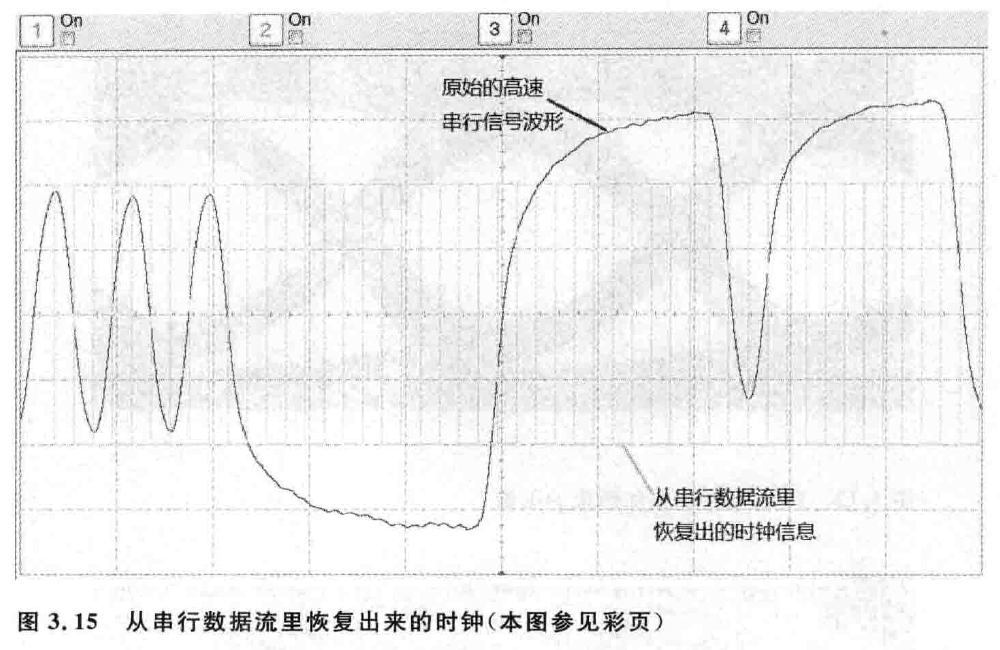 1 On 2 On 3 On 4 On
原始的高速
串行信号波形
从串行数据流里
恢复出的时钟信息
图 3.15 从串行数据流里恢复出来的时钟(本图参见彩页)